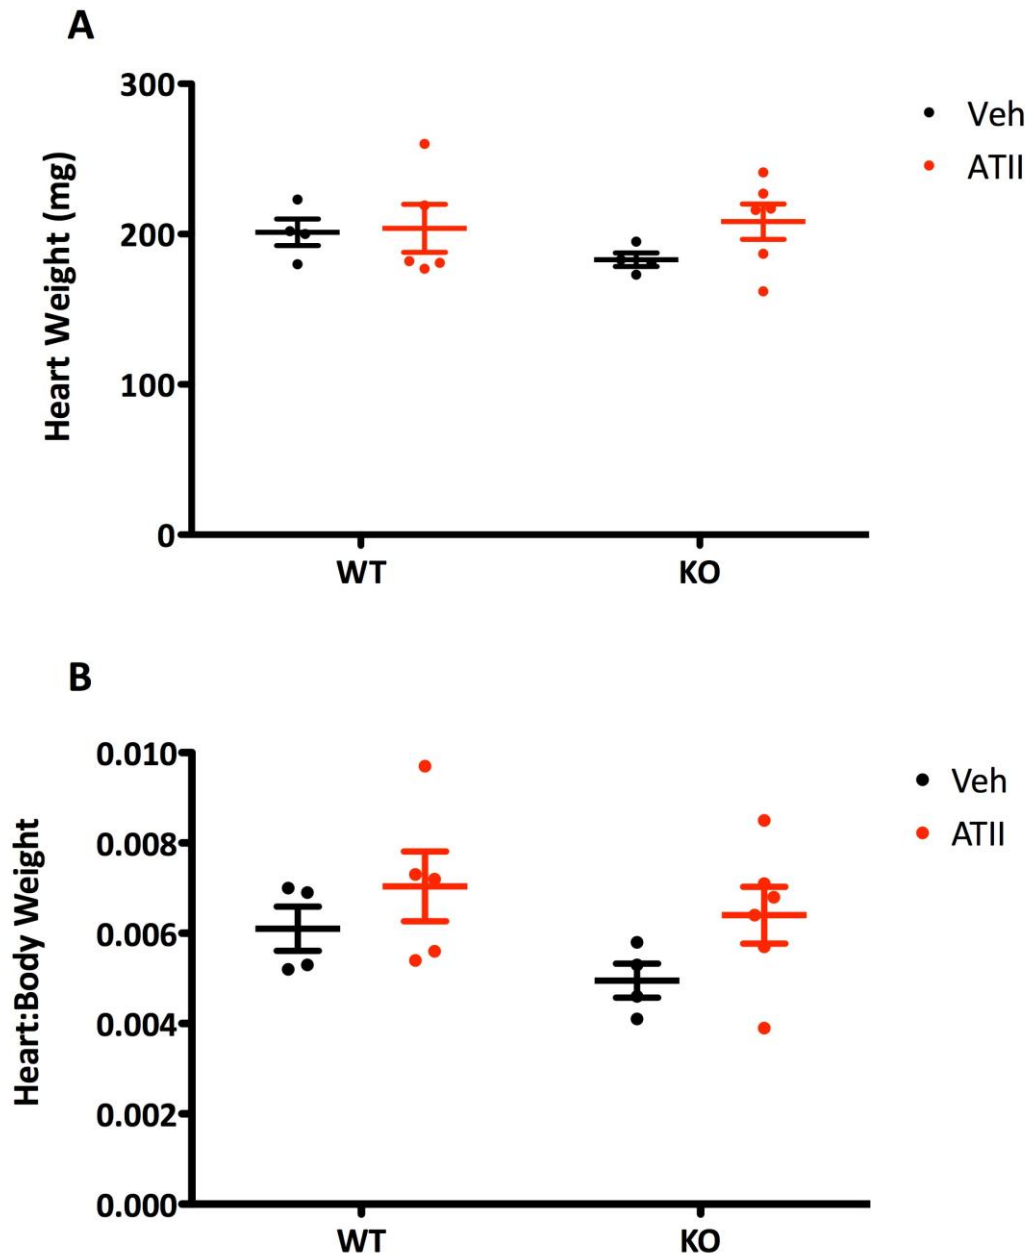 A
300
200
100
0
Heart Weight (mg)
WT
KO
Veh
ATII
B
0.010
0.008
0.006
0.004
0.002
0.000
Heart:Body Weight
WT
KO
Veh
ATII